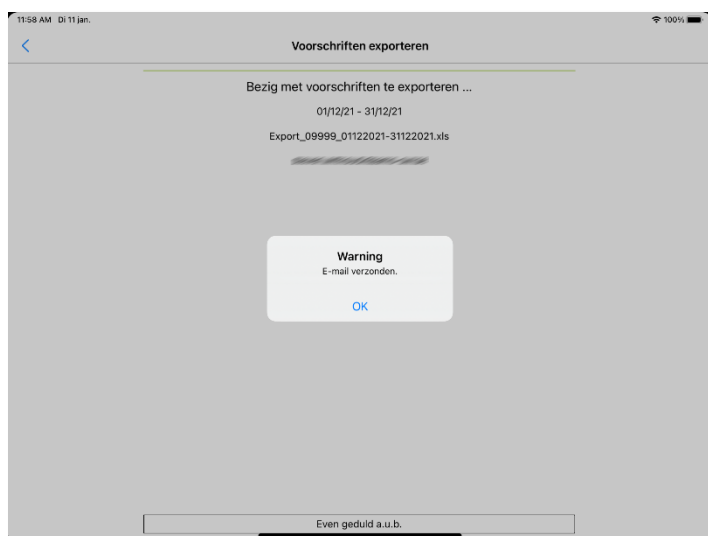 11:58 AM Di 11 jan.
100%
Voorschriften exporteren
Bezig met voorschriften te exporteren ...
01/12/21 - 31/12/21
Export_09999_01122021-31122021.xls
Warning
E-mail verzonden.
OK
Even geduld a.u.b.